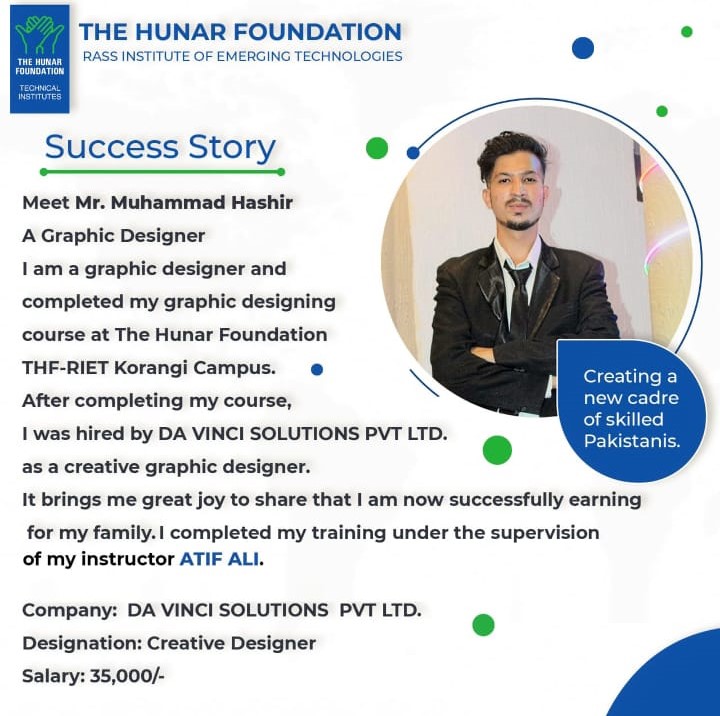 THE HUNAR
FOUNDATION
TECHNICAL
INSTITUTES
THE HUNAR FOUNDATION
RASS INSTITUTE OF EMERGING TECHNOLOGIES
Success Story
Meet Mr. Muhammad Hashir
A Graphic Designer
I am a graphic designer and
completed my graphic designing
course at The Hunar Foundation
THF-RIET Korangi Campus.
After completing my course,
I was hired by DA VINCI SOLUTIONS PVT LTD.
as a creative graphic designer.
It brings me great joy to share that I am now successfully earning
for my family. I completed my training under the supervision
of my instructor ATIF ALI.
Creating a
new cadre
of skilled
Pakistanis.
Company: DA VINCI SOLUTIONS PVT LTD.
Designation: Creative Designer
Salary: 35,000/-